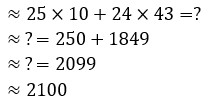 ≈ 25 × 10 + 24 × 43 =?
≈ ? = 250 + 1849
≈ ? = 2099
≈ 2100